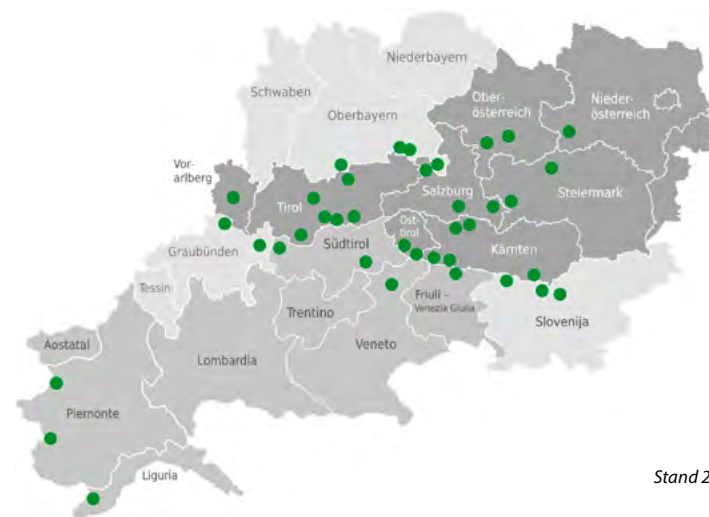 Niederbayern
Schwaben
Oberbayern
Ober-
österreich
Nieder-
österreich
Vor-
arlberg
Tirol
Salzburg
Steiermark
Ost-
tirol
Graubünden
Südtirol
Kärnten
Tessin
Trentino
Friuli –
Venezia Giulia
Slovenija
Aostatal
Lombardia
Veneto
Piemonte
Liguria
Stand 2